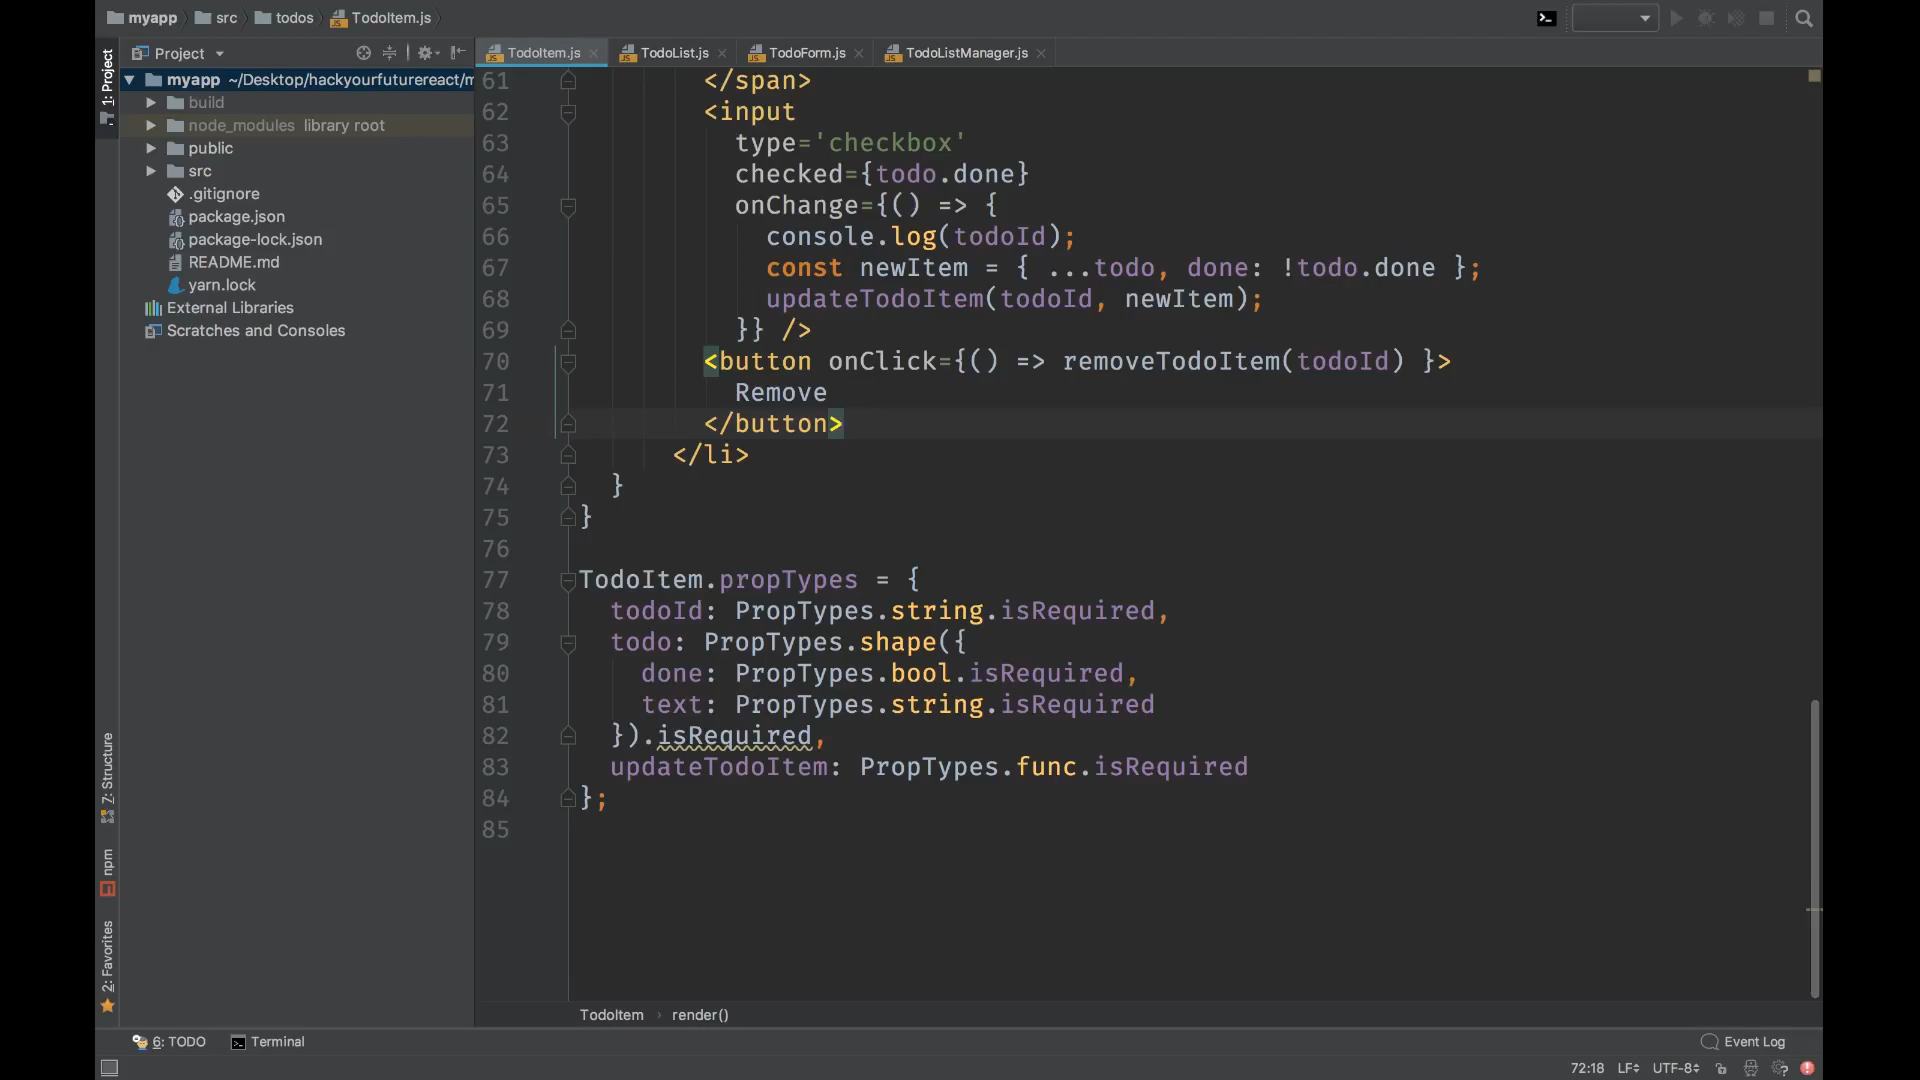 myapp src todos TodoItem.js
Project
TodoItem.js TodoList.js TodoForm.js TodoListManager.js
1: Project
myapp ~/Desktop/hackyourfuturereact/m
build
node_modules library root
public
src
.gitignore
package.json
package-lock.json
README.md
yarn.lock
External Libraries
Scratches and Consoles
7: Structure
npm
2: Favorites
61 </span>
62 <input
63 type='checkbox'
64 checked={todo.done}
65 onChange={() => {
66 console.log(todoId);
67 const newItem = { ...todo, done: !todo.done };
68 updateTodoItem(todoId, newItem);
69 }} />
70 <button onClick={() => removeTodoItem(todoId) }>
71 Remove
72 </button>
73 </li>
74 }
75 }
76
77 TodoItem.propTypes = {
78 todoId: PropTypes.string.isRequired,
79 todo: PropTypes.shape({
80 done: PropTypes.bool.isRequired,
81 text: PropTypes.string.isRequired
82 }).isRequired,
83 updateTodoItem: PropTypes.func.isRequired
84 };
85
TodoItem › render()
6: TODO Terminal Event Log
72:18 LF UTF-8